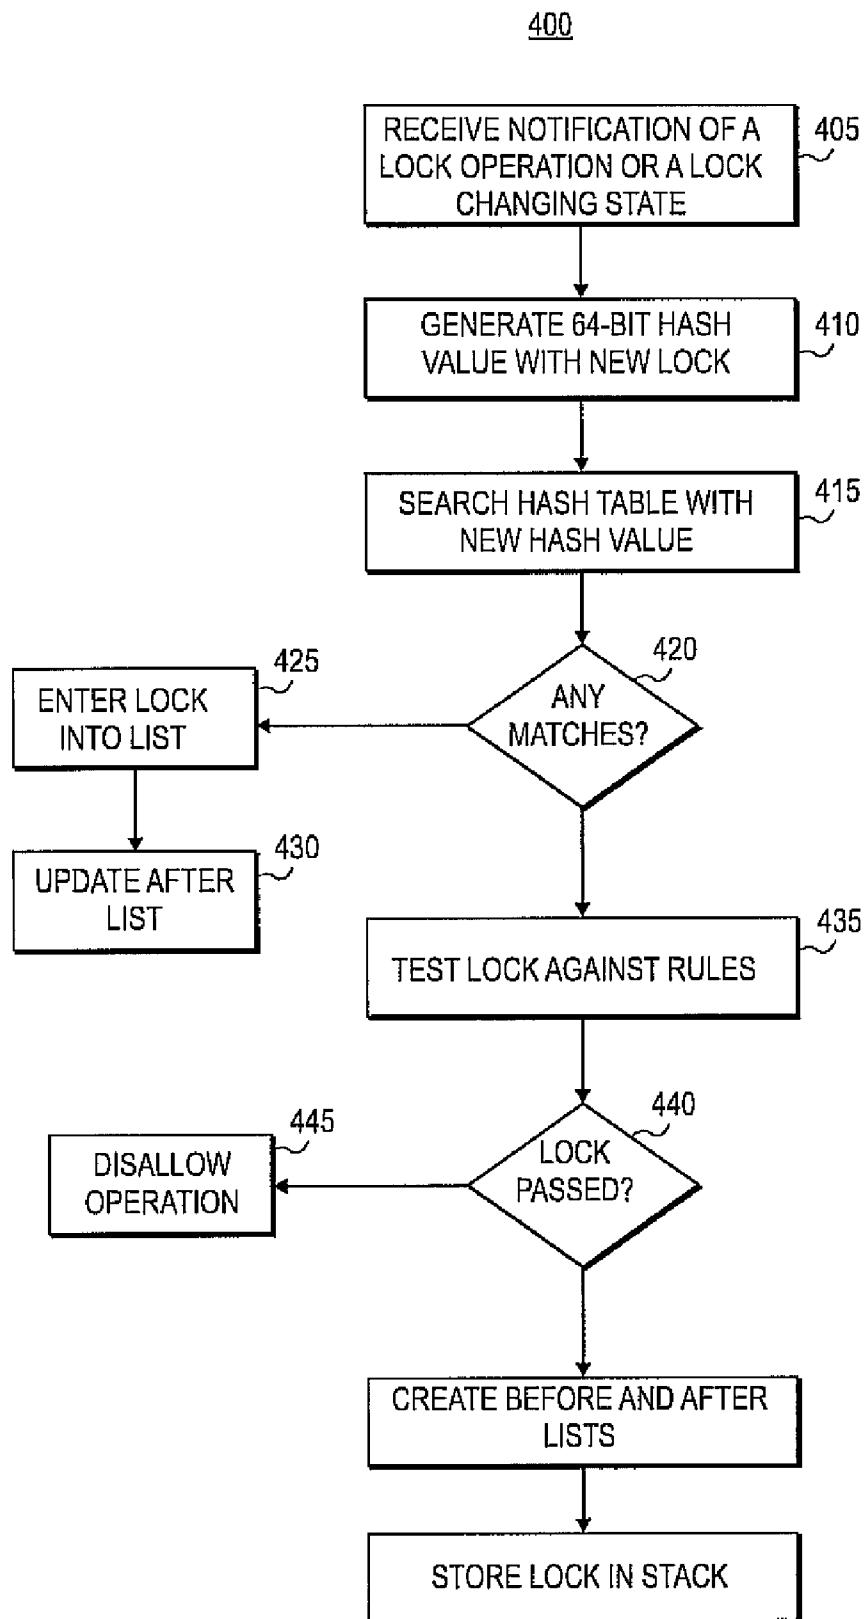 400
RECEIVE NOTIFICATION OF A
LOCK OPERATION OR A LOCK
CHANGING STATE
405
GENERATE 64-BIT HASH
VALUE WITH NEW LOCK
410
SEARCH HASH TABLE WITH
NEW HASH VALUE
415
ANY
MATCHES?
420
ENTER LOCK
INTO LIST
425
UPDATE AFTER
LIST
430
TEST LOCK AGAINST RULES
435
LOCK
PASSED?
440
DISALLOW
OPERATION
445
CREATE BEFORE AND AFTER
LISTS
STORE LOCK IN STACK